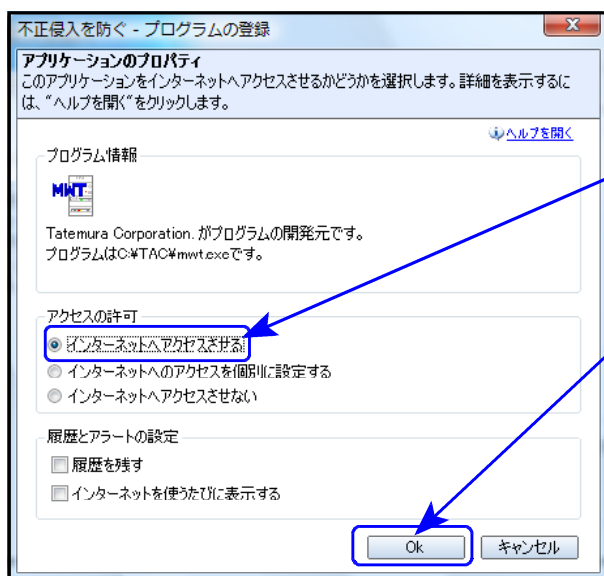 不正侵入を防ぐ - プログラムの登録
アプリケーションのプロパティ
このアプリケーションをインターネットへアクセスさせるかどうかを選択します。詳細を表示するに
は、“ヘルプを開く”をクリックします。
ヘルプを開く
プログラム情報
MWT
Tatemura Corporation. がプログラムの開発元です。
プログラムはC:¥TAC¥mwt.exeです。
アクセスの許可
インターネットへアクセスさせる
インターネットへのアクセスを個別に設定する
インターネットへアクセスさせない
履歴とアラートの設定
履歴を残す
インターネットを使うたびに表示する
Ok
キャンセル